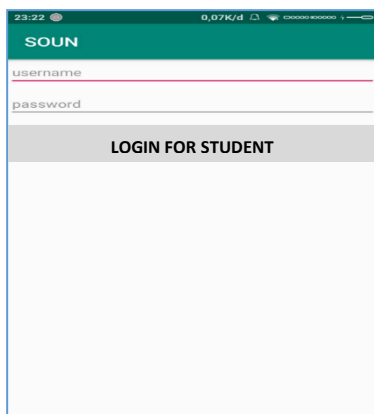 23:22 0,07K/d
SOUN
username
password
LOGIN FOR STUDENT